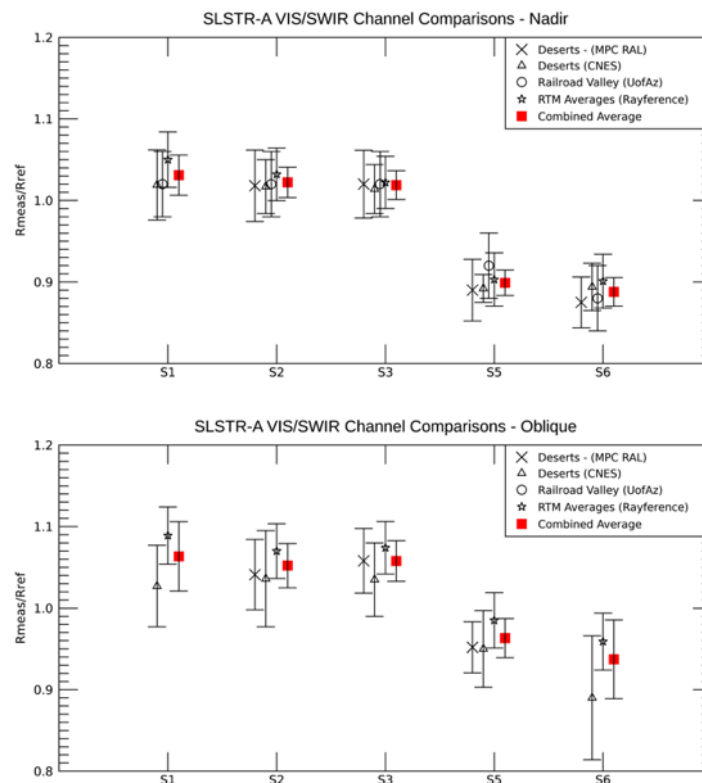 SLSTR-A VIS/SWIR Channel Comparisons - Nadir
1.2
1.1
1.0
0.9
0.8
Rmeas/Rref
Deserts - (MPC RAL)
Deserts (CNES)
Railroad Valley (UofAz)
RTM Averages (Rayference)
Combined Average
S1 S2 S3 S5 S6
SLSTR-A VIS/SWIR Channel Comparisons - Oblique
1.2
1.1
1.0
0.9
0.8
Rmeas/Rref
Deserts - (MPC RAL)
Deserts (CNES)
Railroad Valley (UofAz)
RTM Averages (Rayference)
Combined Average
S1 S2 S3 S5 S6